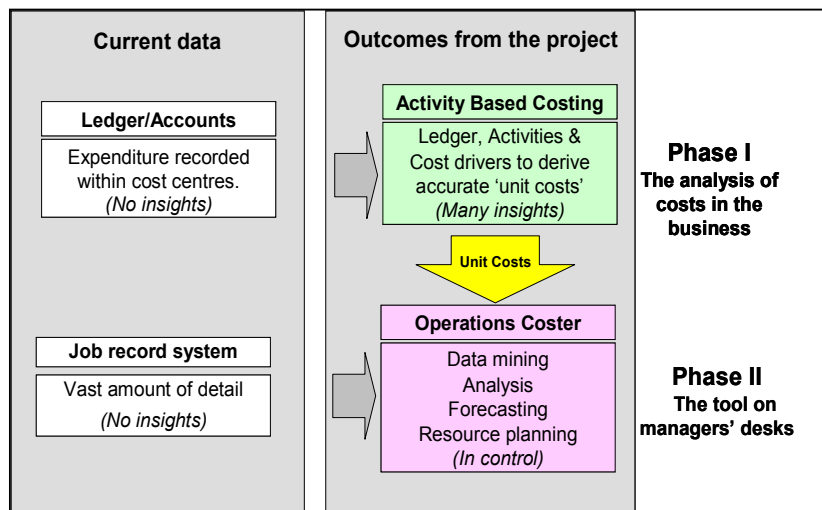 Current data
Ledger/Accounts
Expenditure recorded
within cost centres.
(No insights)
Job record system
Vast amount of detail
(No insights)
Outcomes from the project
Activity Based Costing
Ledger, Activities &
Cost drivers to derive
accurate ‘unit costs’
(Many insights)
Unit Costs
Operations Coster
Data mining
Analysis
Forecasting
Resource planning
(In control)
Phase I
The analysis of
costs in the
business
Phase II
The tool on
managers’ desks